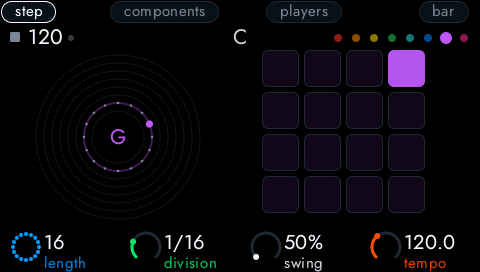 step components players bar
120 C
G
16 1/16 50% 120.0
length division swing tempo